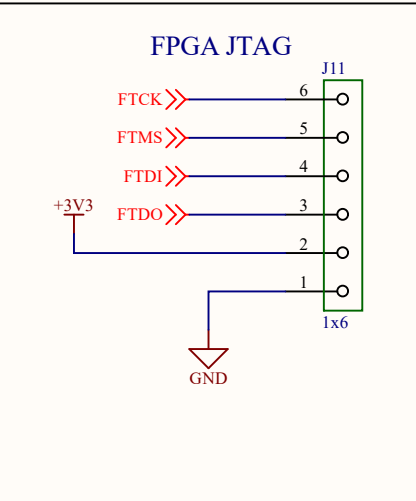 FPGA JTAG
J11
FTCK 6
FTMS 5
FTDI 4
FTDO 3
+3V3
2
1
1x6
GND